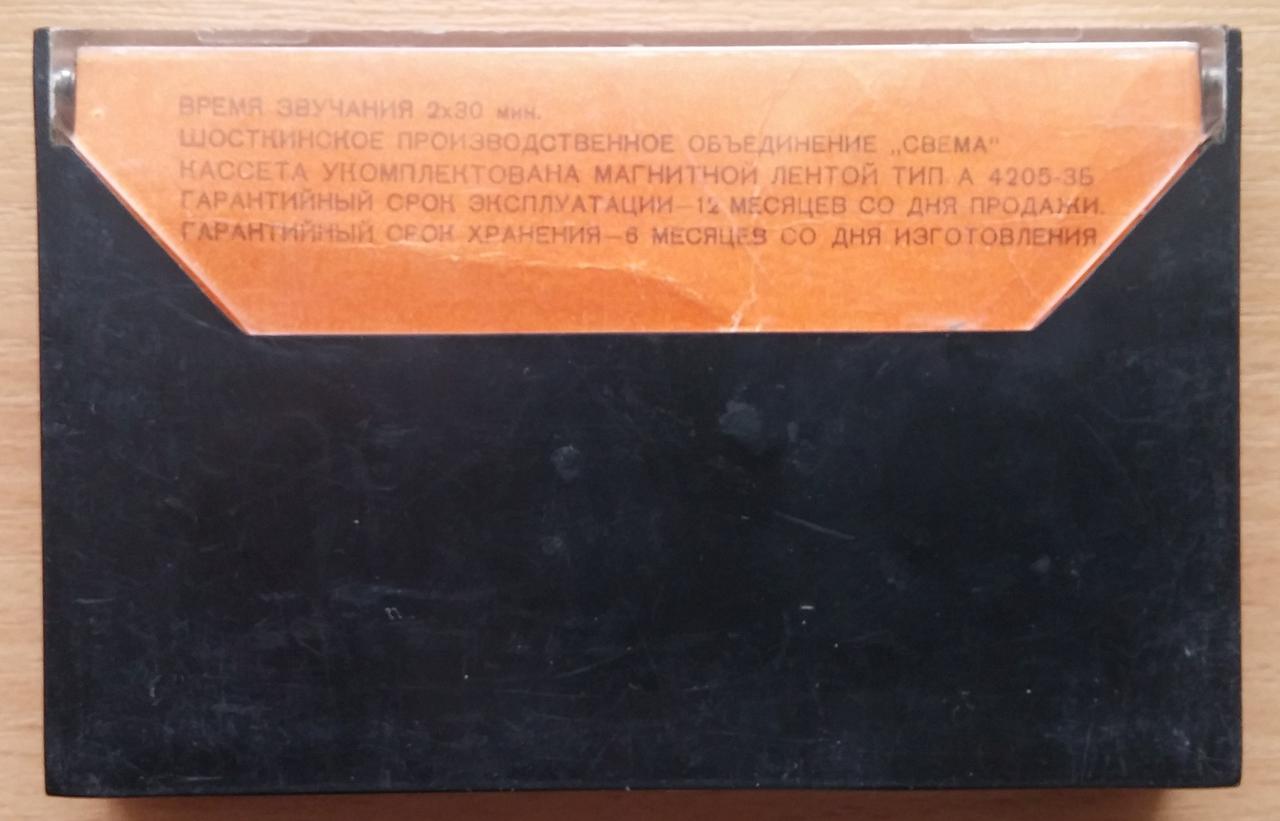 ВРЕМЯ ЗВУЧАНИЯ 2х30 мин.
ШОСТКИНСКОЕ ПРОИЗВОДСТВЕННОЕ ОБЪЕДИНЕНИЕ „СВЕМА"
КАССЕТА УКОМПЛЕКТОВАНА МАГНИТНОЙ ЛЕНТОЙ ТИП А 4205-3Б
ГАРАНТИЙНЫЙ СРОК ЭКСПЛУАТАЦИИ—12 МЕСЯЦЕВ СО ДНЯ ПРОДАЖИ.
ГАРАНТИЙНЫЙ СРОК ХРАНЕНИЯ—6 МЕСЯЦЕВ СО ДНЯ ИЗГОТОВЛЕНИЯ